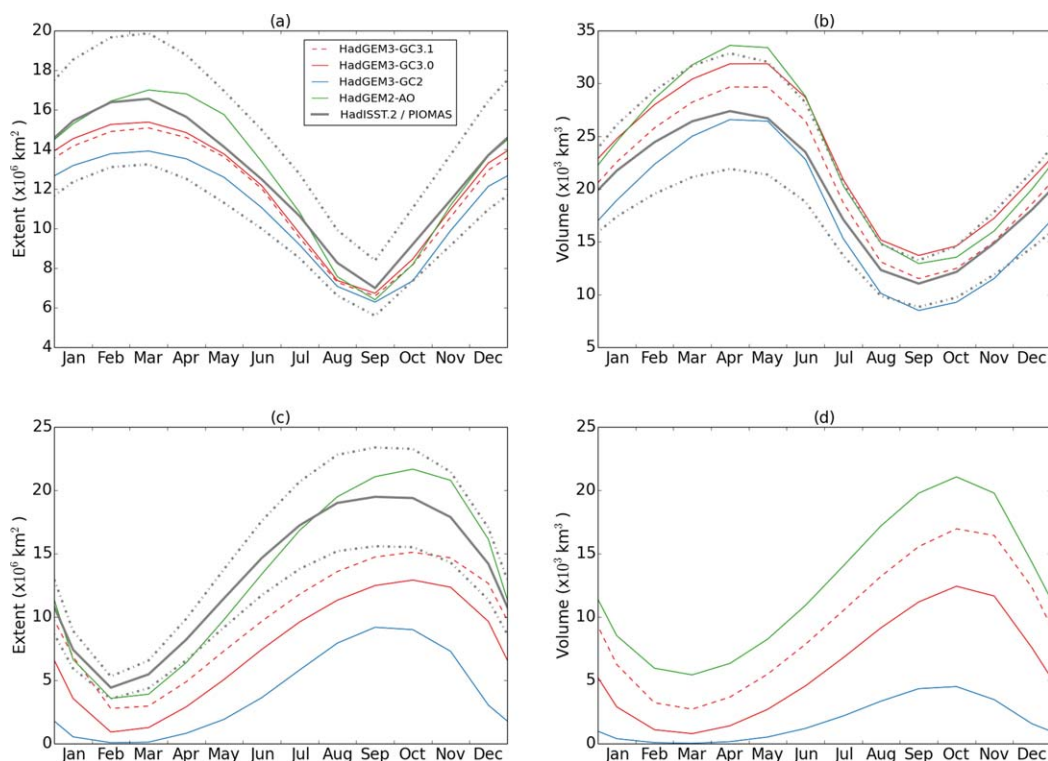 (a)
Extent (x10⁶ km²)
20
18
16
14
12
10
8
6
4
Jan Feb Mar Apr May Jun Jul Aug Sep Oct Nov Dec
HadGEM3-GC3.1
HadGEM3-GC3.0
HadGEM3-GC2
HadGEM2-AO
HadISST.2 / PIOMAS
(b)
Volume (x10³ km³)
35
30
25
20
15
10
5
Jan Feb Mar Apr May Jun Jul Aug Sep Oct Nov Dec
(c)
Extent (x10⁶ km²)
25
20
15
10
5
0
Jan Feb Mar Apr May Jun Jul Aug Sep Oct Nov Dec
(d)
Volume (x10³ km³)
25
20
15
10
5
0
Jan Feb Mar Apr May Jun Jul Aug Sep Oct Nov Dec